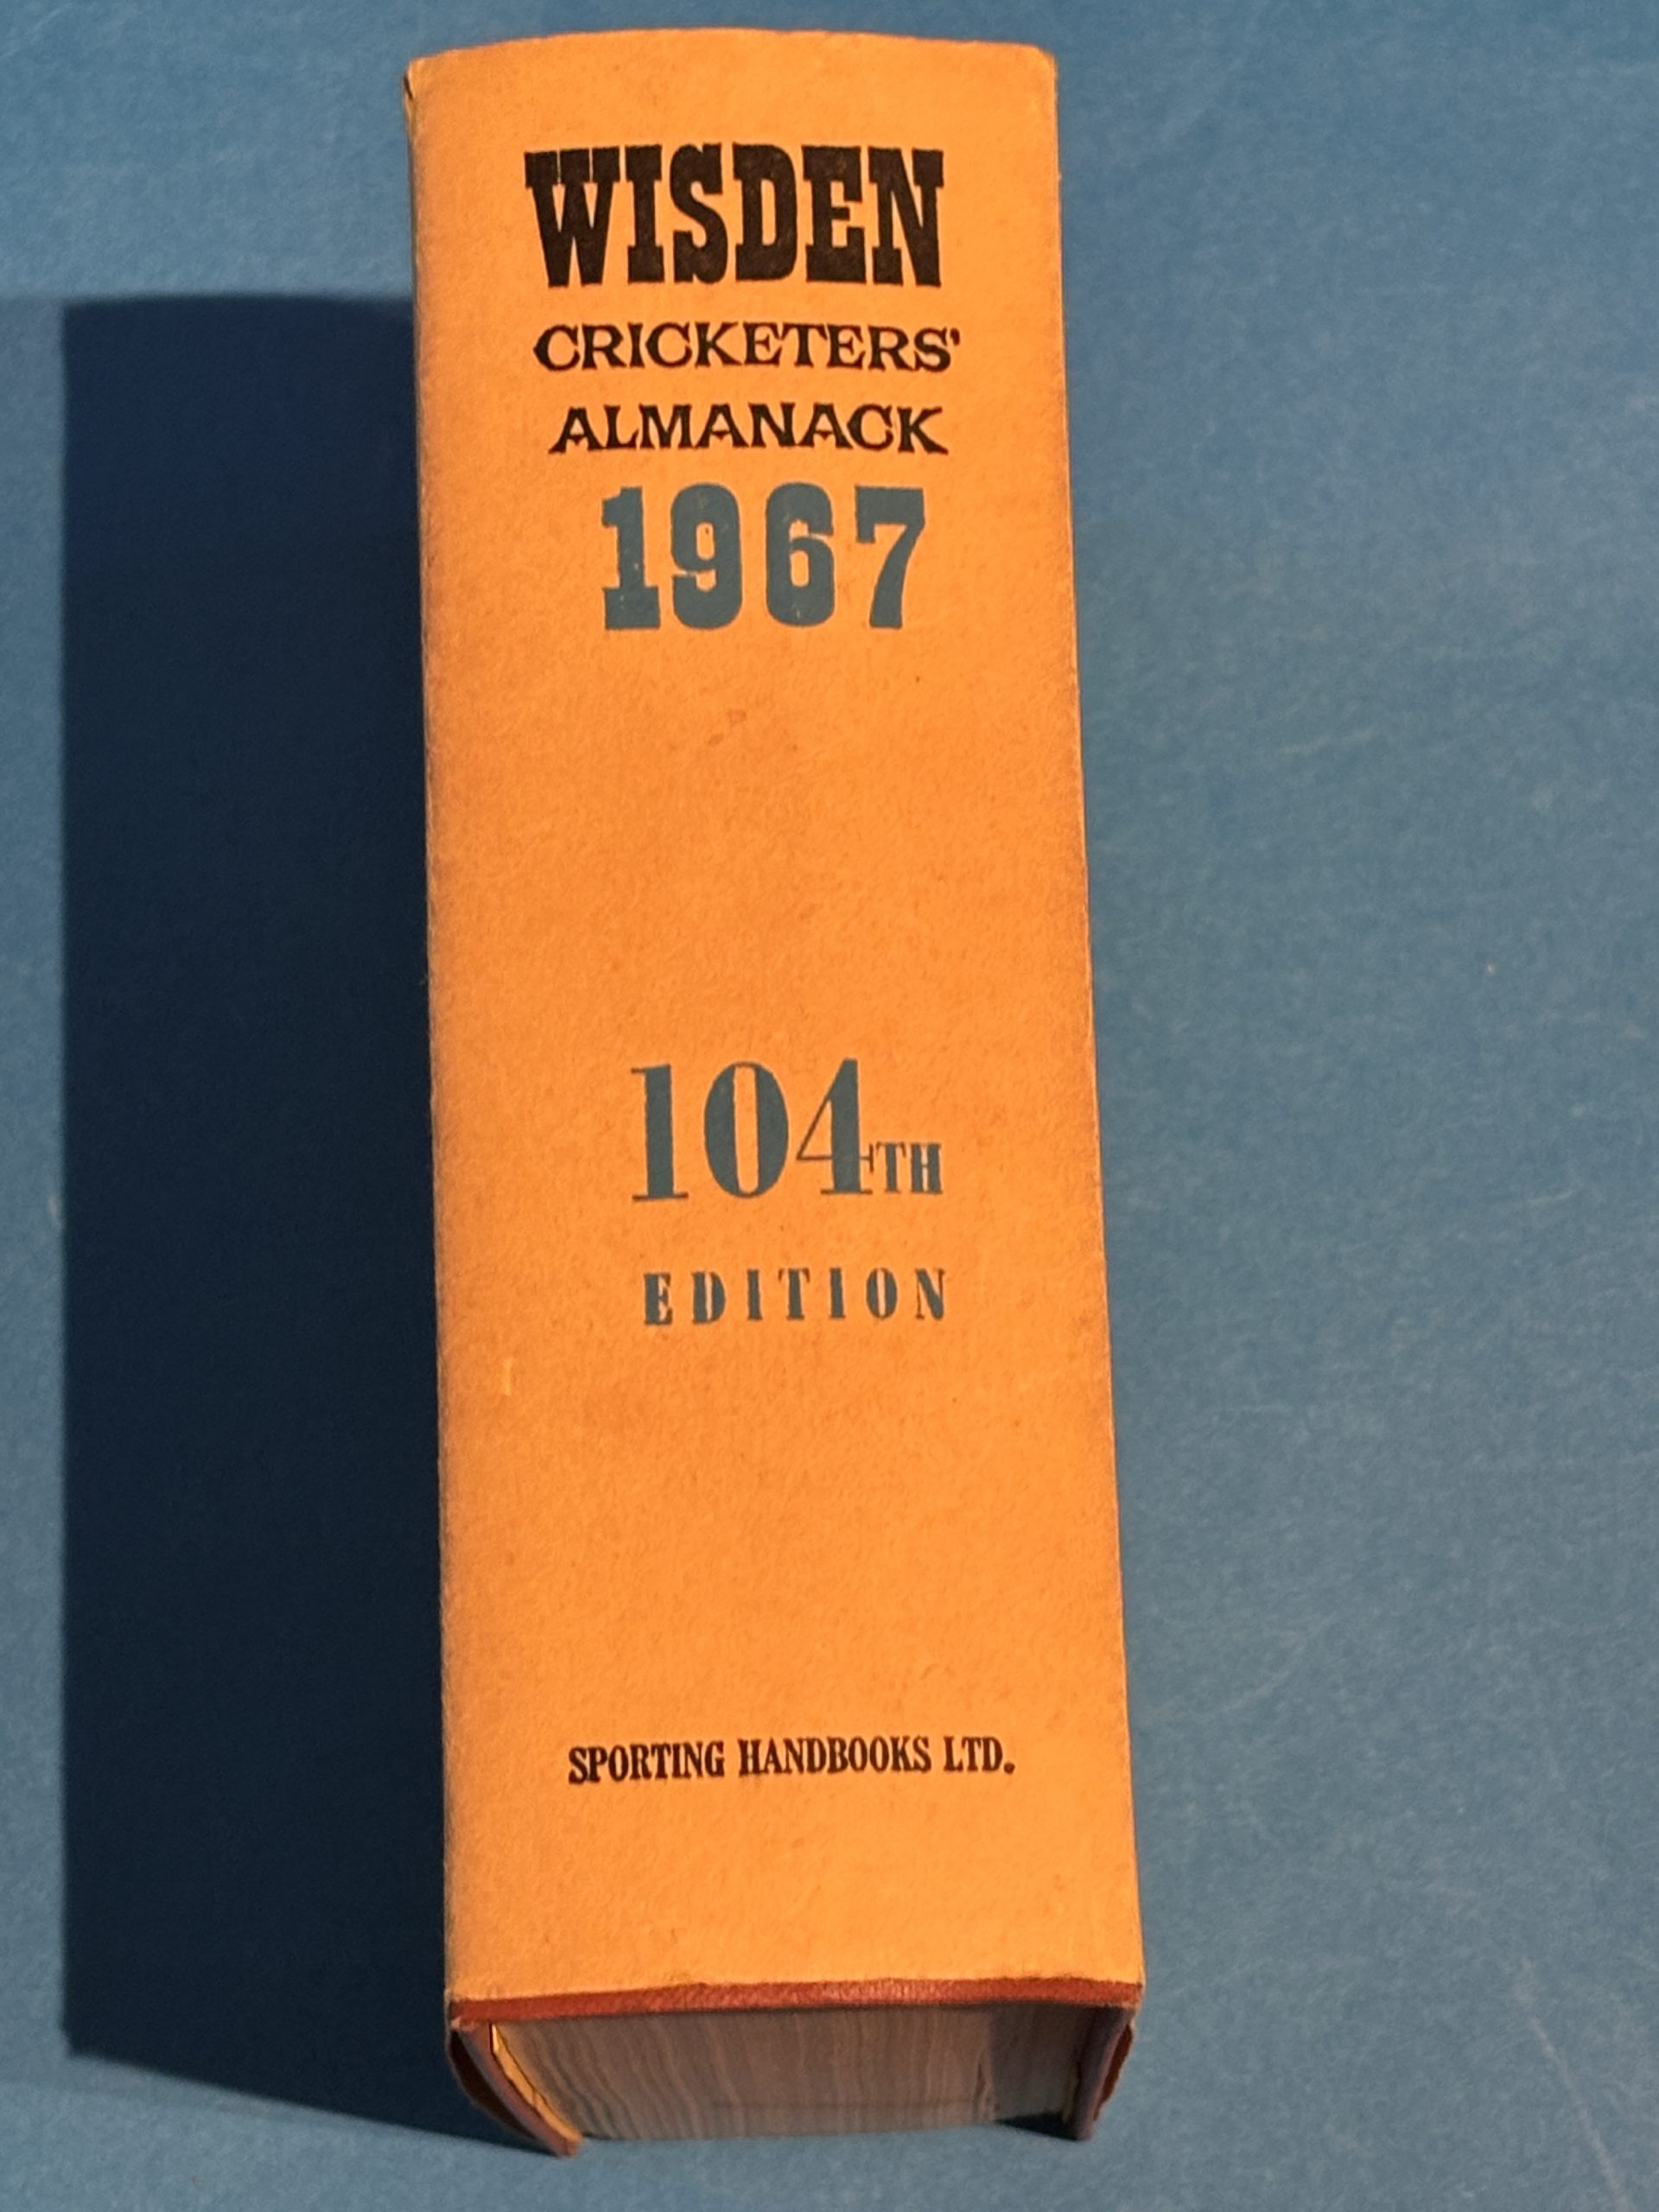 WISDEN
CRICKETERS'
ALMANACK
1967
104TH
EDITION
SPORTING HANDBOOKS LTD.